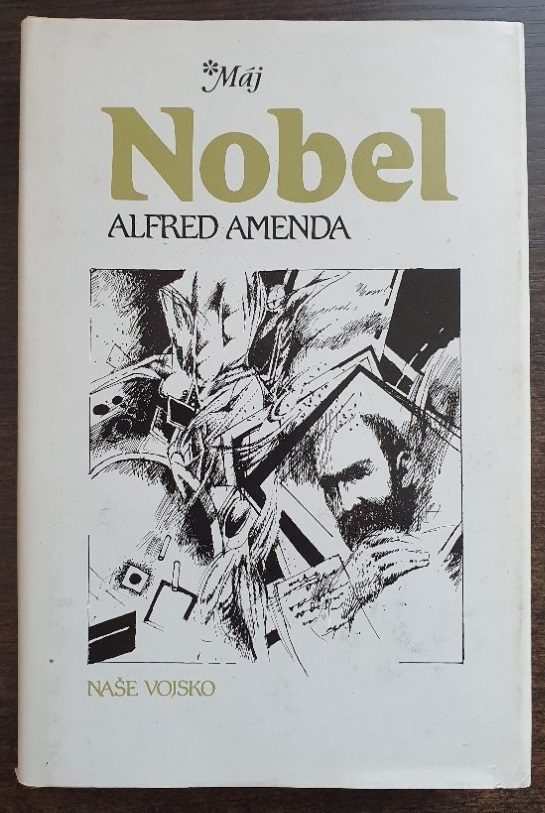 *Máj
Nobel
ALFRED AMENDA
NAŠE VOJSKO